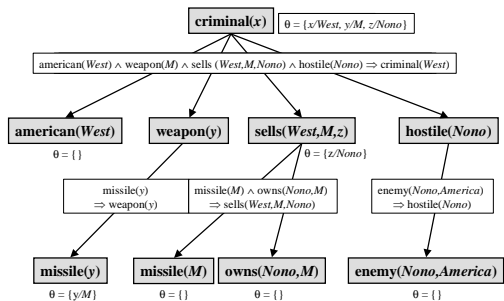 criminal(x)
θ = {x/West, y/M, z/Nono}
american(West) ∧ weapon(M) ∧ sells (West,M,Nono) ∧ hostile(Nono) ⇒ criminal(West)
american(West)
weapon(y)
sells(West,M,z)
hostile(Nono)
θ = { }
θ = {z/Nono}
missile(y)
⇒ weapon(y)
missile(M) ∧ owns(Nono,M)
⇒ sells(West,M,Nono)
enemy(Nono,America)
⇒ hostile(Nono)
missile(y)
missile(M)
owns(Nono,M)
enemy(Nono,America)
θ = {y/M}
θ = { }
θ = { }
θ = { }